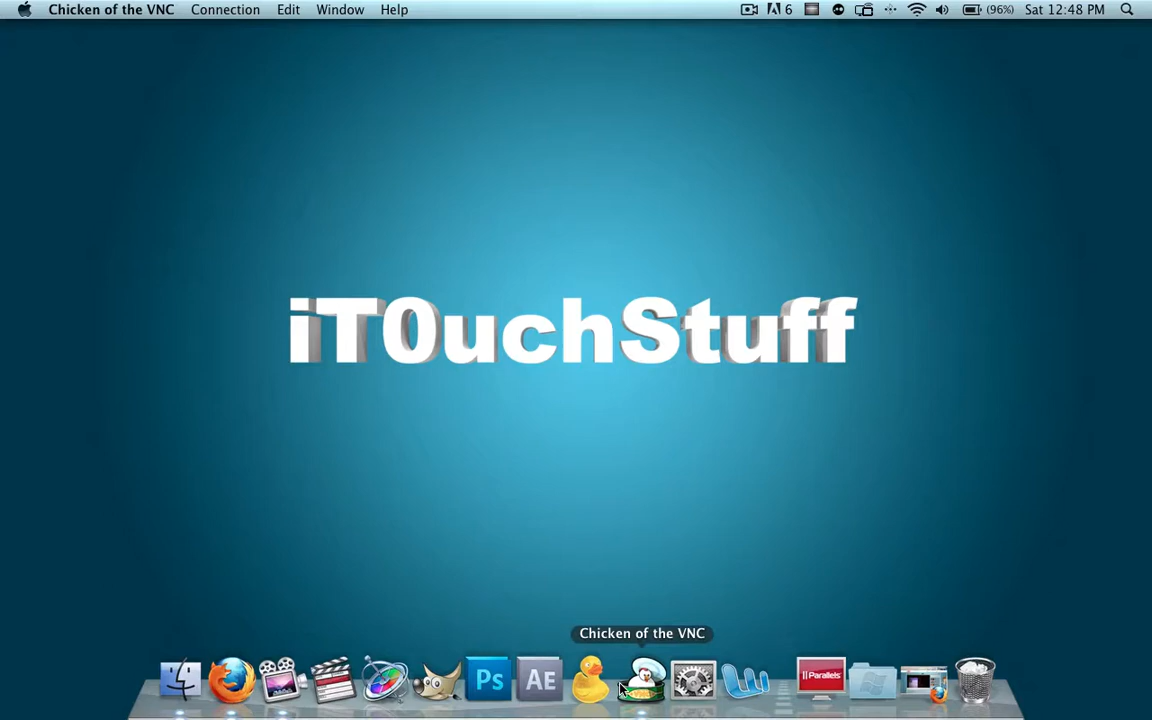 Chicken of the VNC Connection Edit Window Help 6 (96%) Sat 12:48 PM
iT0uchStuff
Chicken of the VNC
Ps AE Parallels